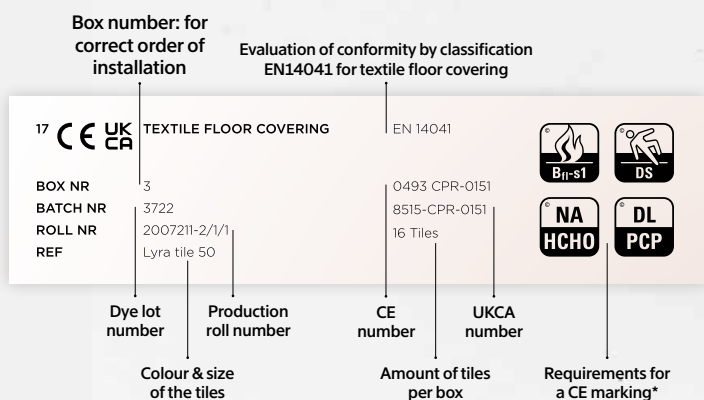 Box number: for
correct order of
installation
Evaluation of conformity by classification
EN14041 for textile floor covering
17 CE UK CA TEXTILE FLOOR COVERING EN 14041
BOX NR 3 0493 CPR-0151
BATCH NR 3722 8515-CPR-0151
ROLL NR 2007211-2/1/1 16 Tiles
REF Lyra tile 50
© Bfl-s1
© DS
© NA HCHO
© DL PCP
Dye lot
number
Production
roll number
CE
number
UKCA
number
Colour & size
of the tiles
Amount of tiles
per box
Requirements for
a CE marking*